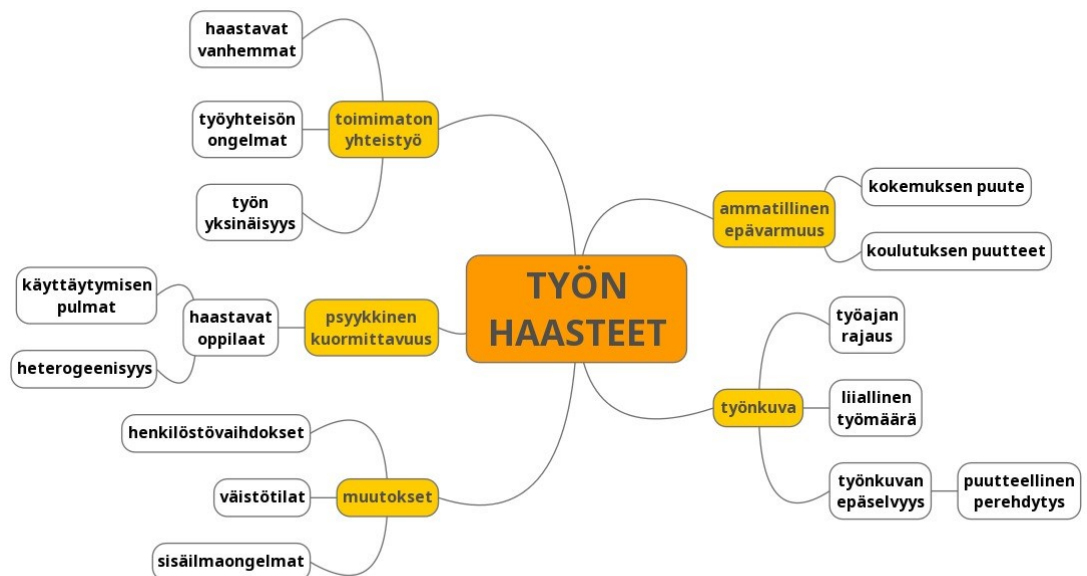 haastavat
vanhemmat
työyhteisön
ongelmat
työn
yksinäisyys
toimimaton
yhteistyö
käyttäytymisen
pulmat
heterogeenisyys
haastavat
oppilaat
psyykkinen
kuormittavuus
henkilöstövaihdokset
väistötilat
sisäilmaongelmat
muutokset
TYÖN
HAASTEET
ammatillinen
epävarmuus
kokemuksen puute
koulutuksen puutteet
työnkuva
työajan
rajaus
liiallinen
työmäärä
työnkuvan
epäselvyys
puutteellinen
perehdytys